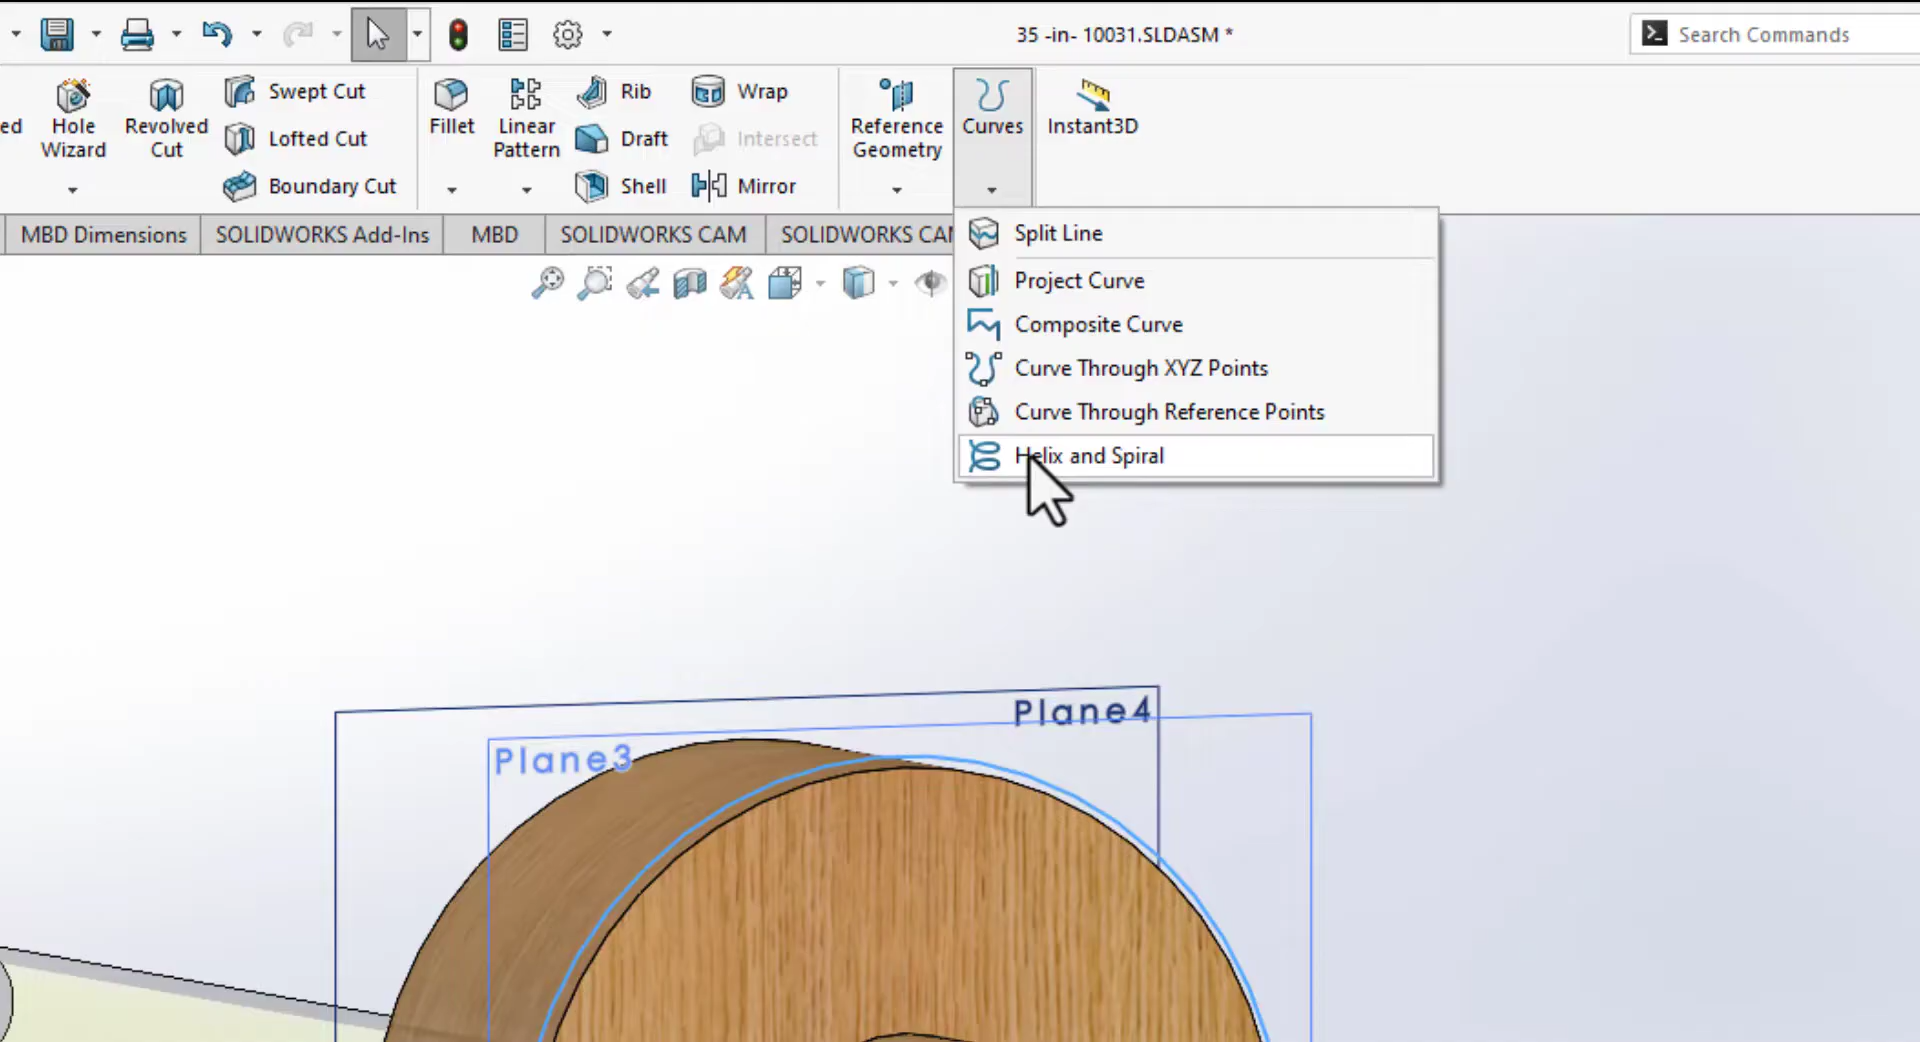 35 -in- 10031.SLDASM *
Search Commands
ed
Hole
Wizard
Revolved
Cut
Swept Cut
Lofted Cut
Boundary Cut
Fillet
Linear
Pattern
Rib
Draft
Shell
Wrap
Intersect
Mirror
Reference
Geometry
Curves
Instant3D
MBD Dimensions
SOLIDWORKS Add-Ins
MBD
SOLIDWORKS CAM
SOLIDWORKS CA
Split Line
Project Curve
Composite Curve
Curve Through XYZ Points
Curve Through Reference Points
Helix and Spiral
Plane4
Plane3